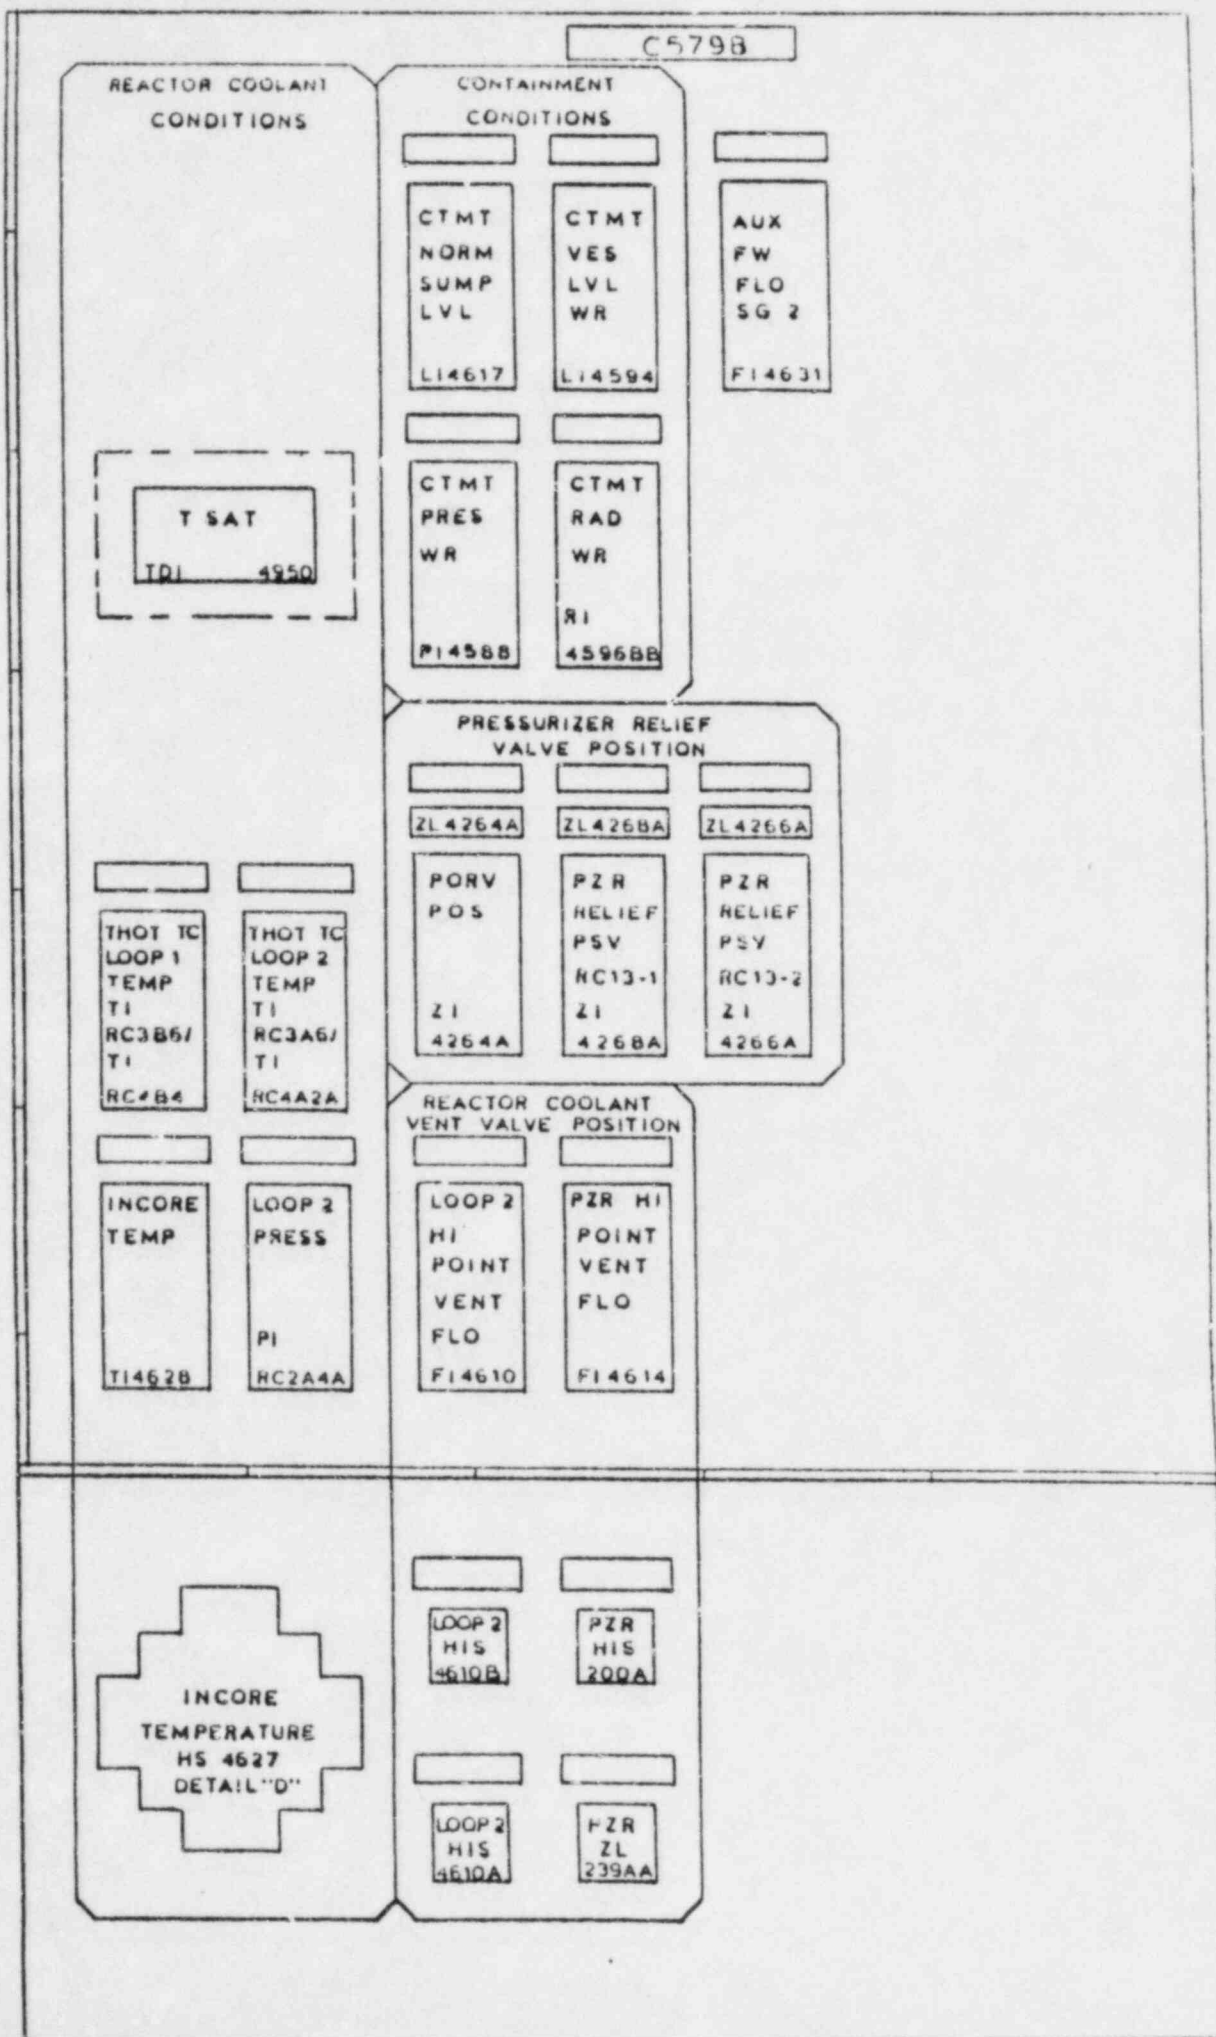 C5798
REACTOR COOLANT
CONDITIONS
CONTAINMENT
CONDITIONS
CTMT
NORM
SUMP
LVL
LI4617
CTMT
VES
LVL
WR
LI4594
AUX
FW
FLO
SG 2
FI4631
T SAT
TDI 4950
CTMT
PRES
WR
PI4588
CTMT
RAD
WR
RI
4596BB
PRESSURIZER RELIEF
VALVE POSITION
ZL4264A
ZL4268A
ZL4266A
PORV
POS
ZI
4264A
PZR
RELIEF
PSV
RC13-1
ZI
4268A
PZR
RELIEF
PSV
RC13-2
ZI
4266A
THOT TC
LOOP 1
TEMP
TI
RC3B6/
TI
RC4B4
THOT TC
LOOP 2
TEMP
TI
RC3A6/
TI
RC4A2A
INCORE
TEMP
TI4628
LOOP 2
PRESS
PI
RC2A4A
REACTOR COOLANT
VENT VALVE POSITION
LOOP 2
HI
POINT
VENT
FLO
FI4610
PZR HI
POINT
VENT
FLO
FI4614
INCORE
TEMPERATURE
HS 4627
DETAIL "D"
LOOP 2
HIS
4610B
PZR
HIS
200A
LOOP 2
HIS
4610A
PZR
ZL
239AA